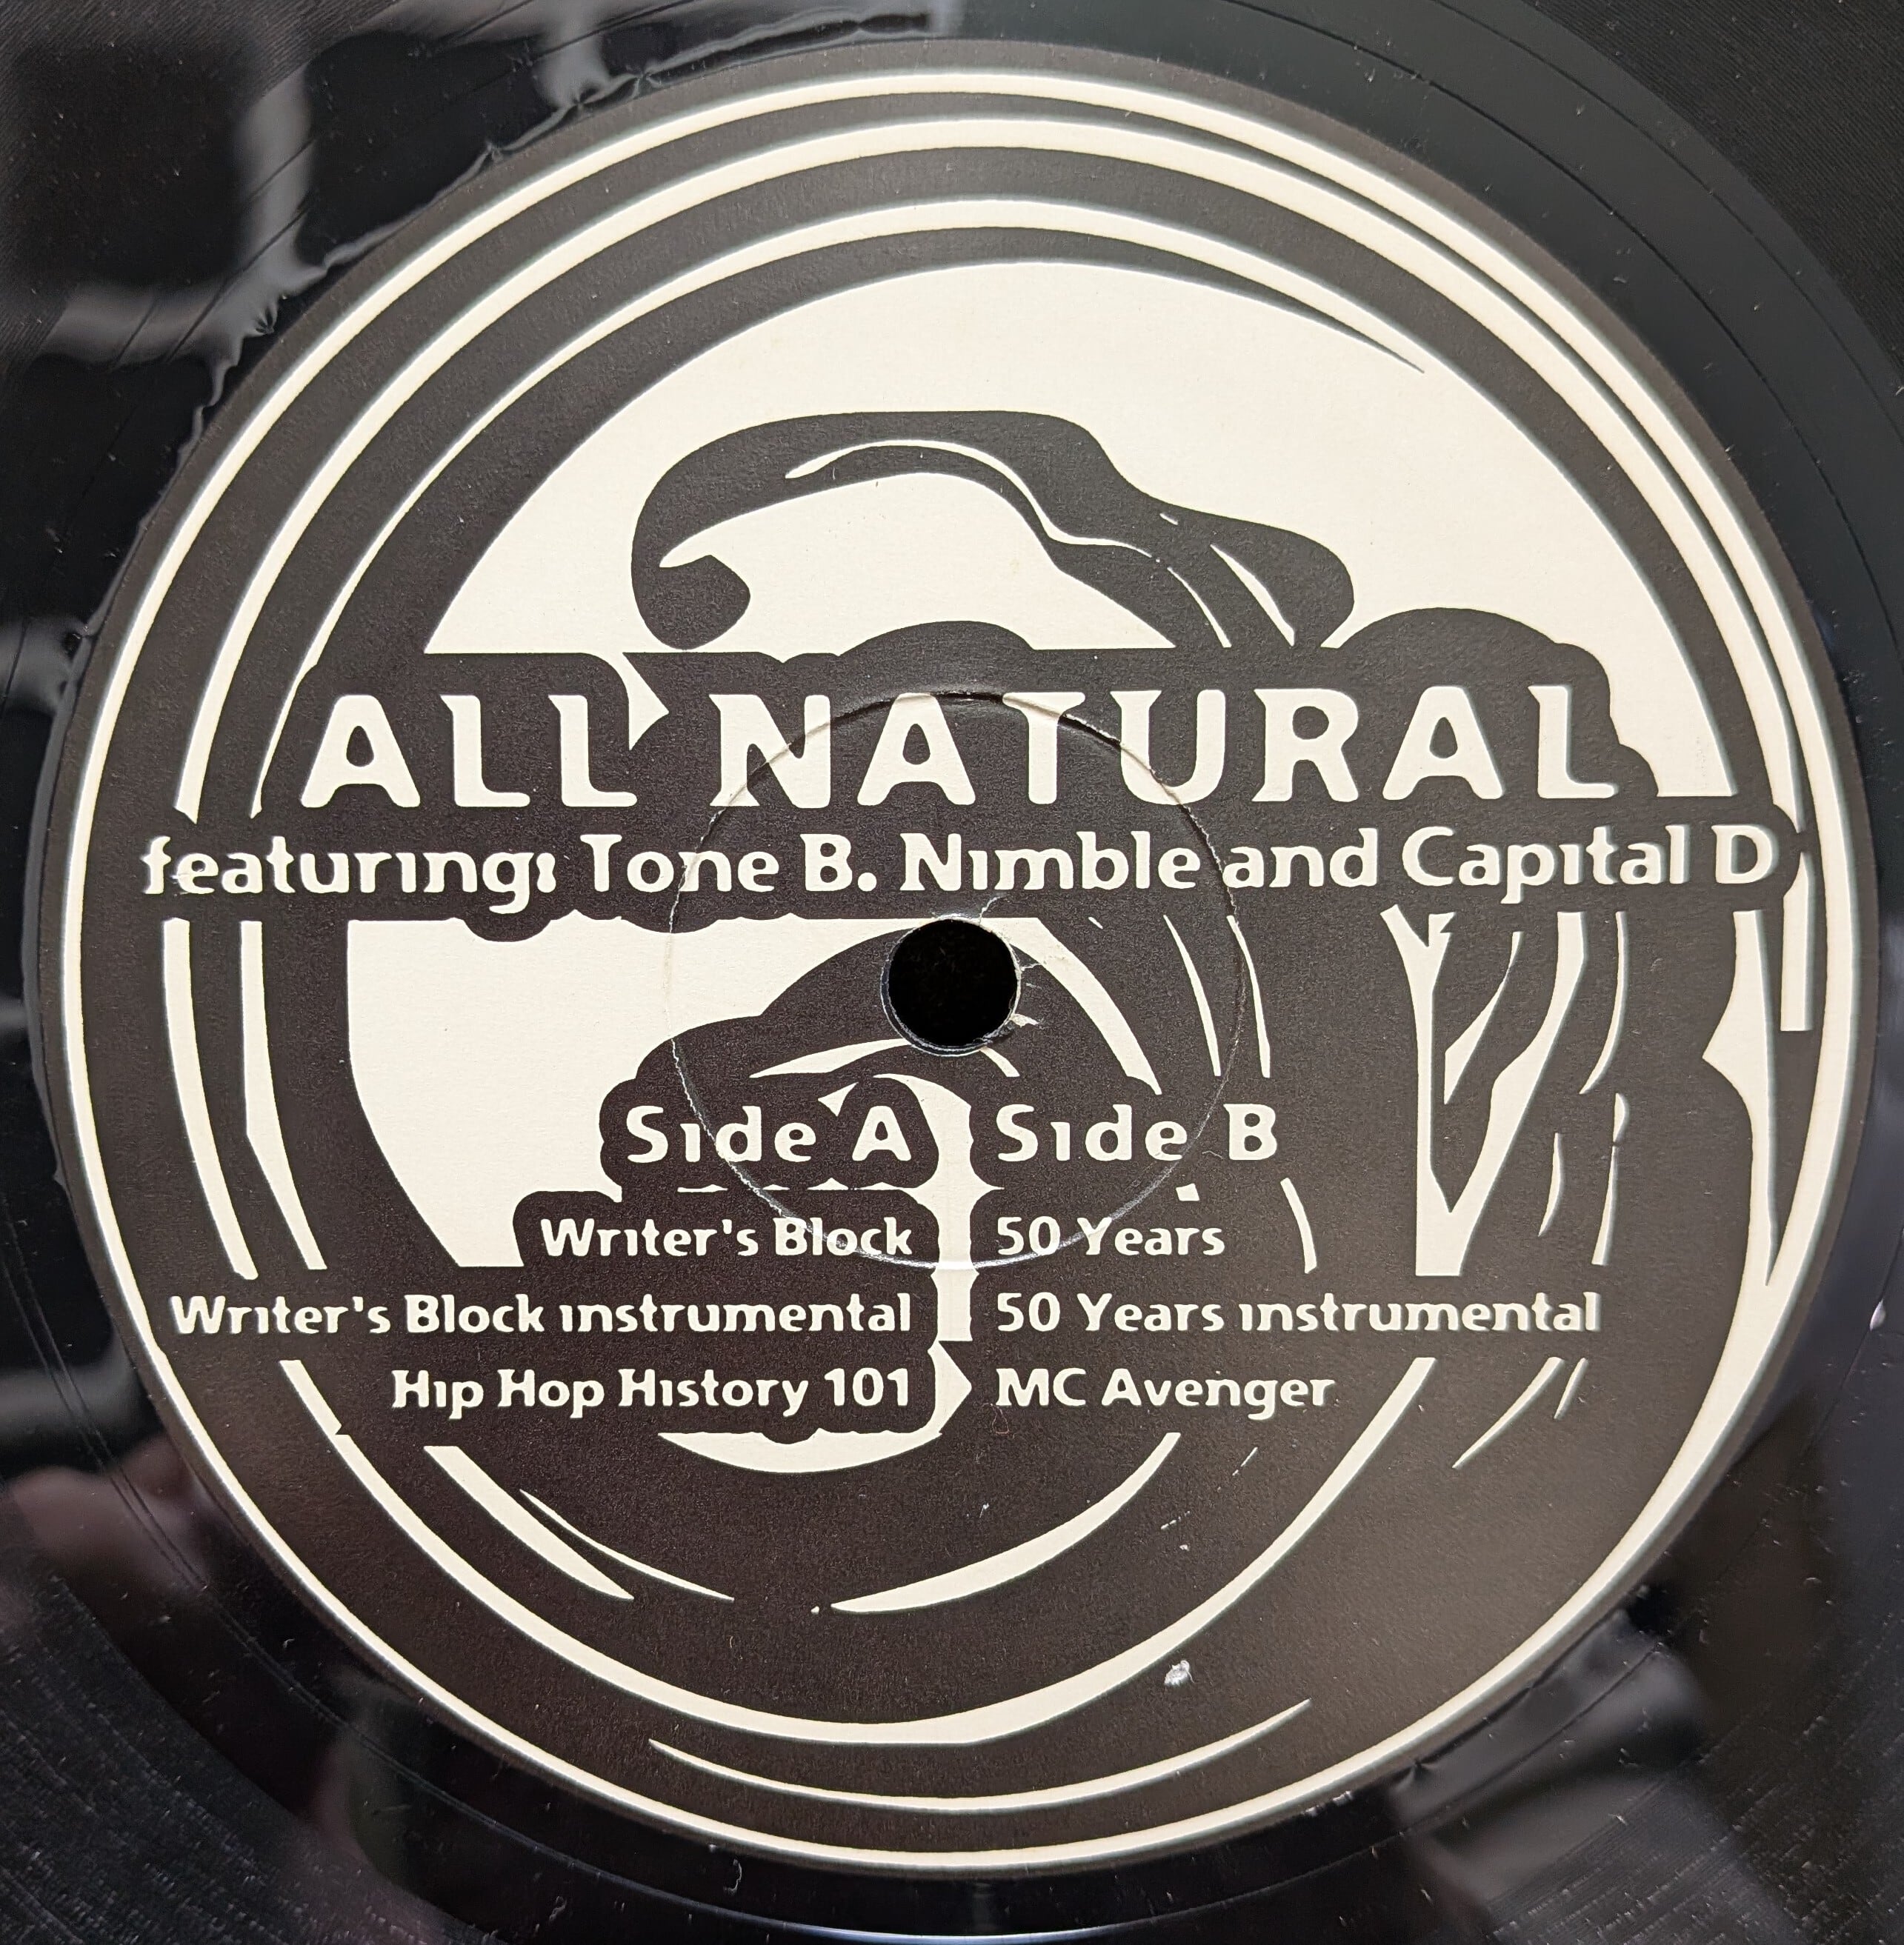 ALL NATURAL
featuring: Tone B. Nimble and Capital D
Side A
Writer's Block
Writer's Block instrumental
Hip Hop History 101
Side B
50 Years
50 Years instrumental
MC Avenger